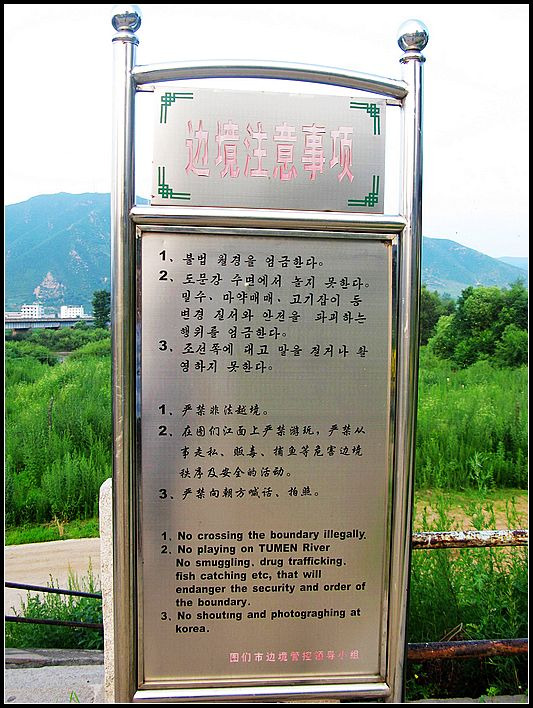 边境注意事项
1、불법 월경을 엄금한다。
2、도문강 수면에서 놀지 못한다。
밀수、마약매매、고기잡이 등
변경 질서와 안전을 파괴하는
행위를 엄금한다。
3、조선쪽에 대고 말을 걸거나 촬
영하지 못한다。
1、严禁非法越境。
2、在图们江面上严禁游玩，严禁从
事走私、贩毒、捕鱼等危害边境
秩序及安全的活动。
3、严禁向朝方喊话、拍照。
1、No crossing the boundary illegally.
2、No playing on TUMEN River
No smuggling, drug trafficking,
fish catching etc, that will
endanger the security and order of
the boundary.
3、No shouting and photograghing at
korea.
图们市边境管控领导小组